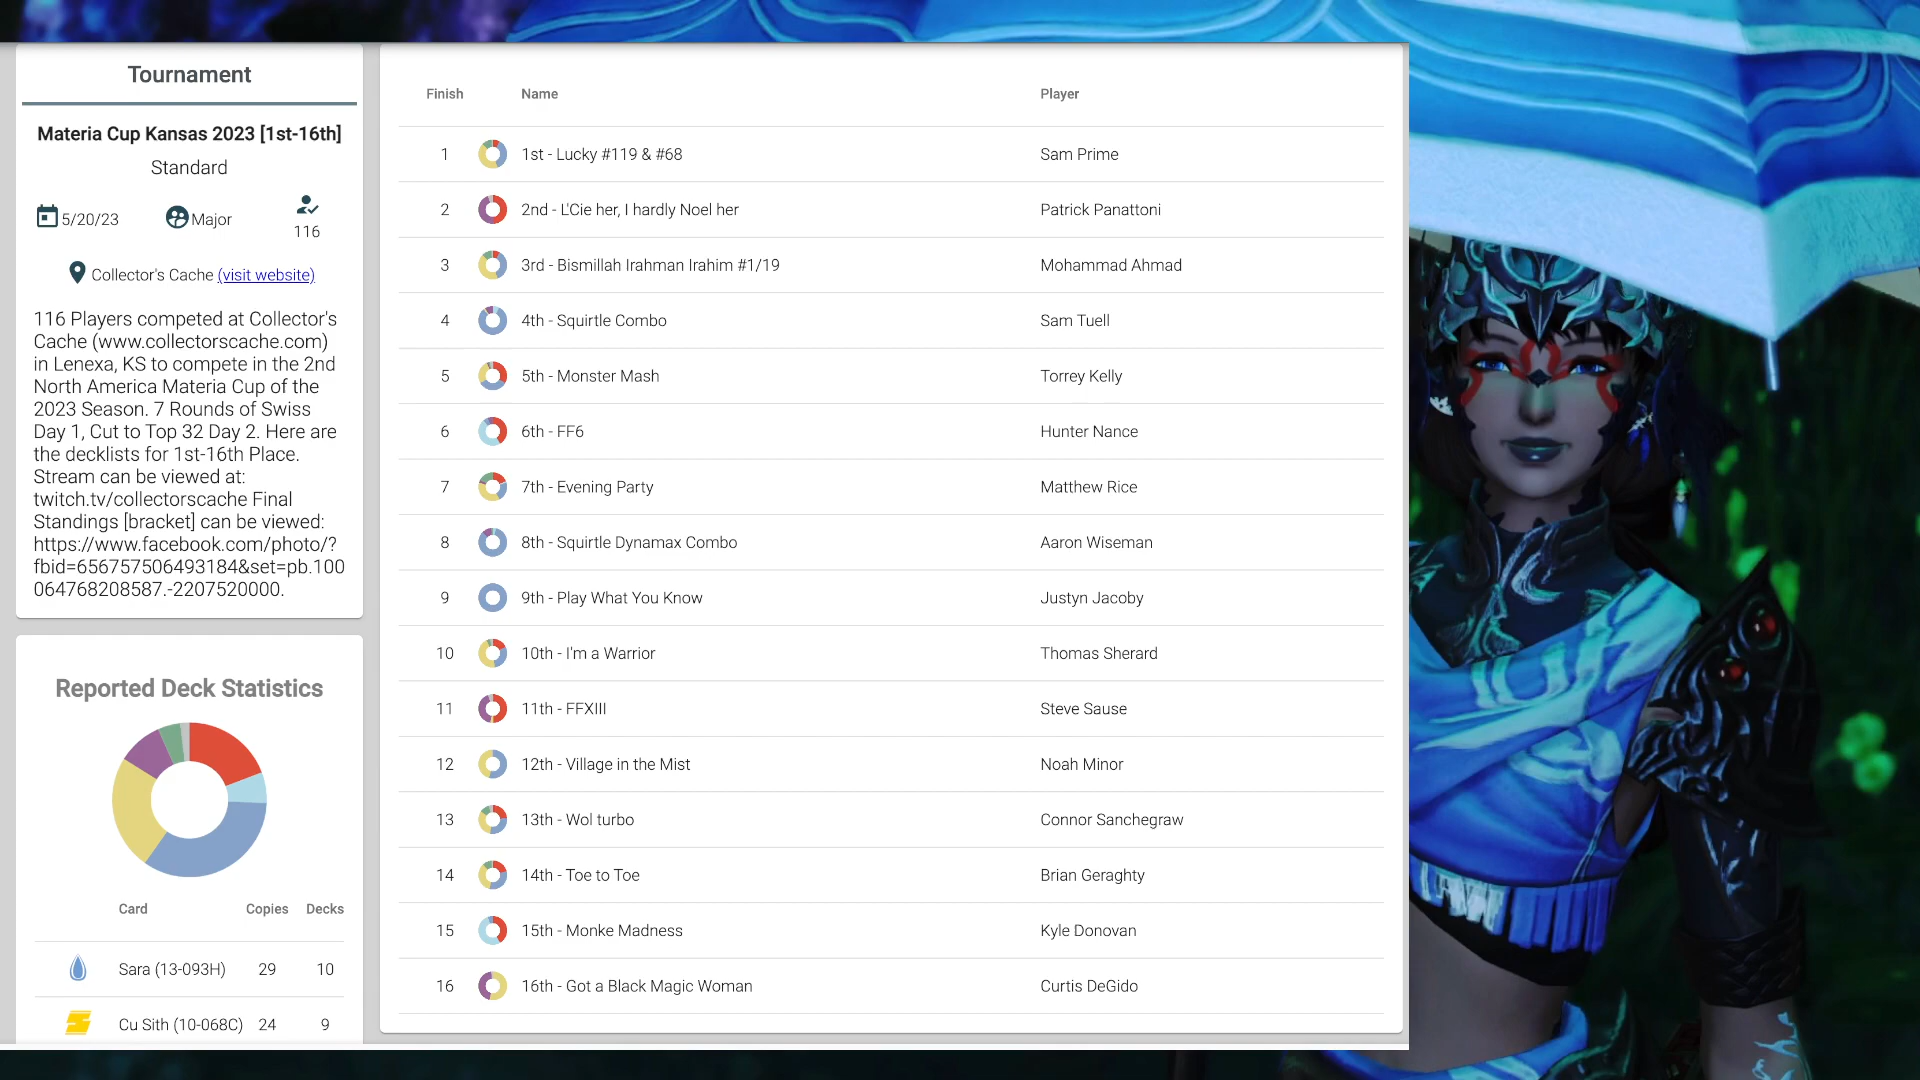 Tournament
Materia Cup Kansas 2023 [1st-16th]
Standard
5/20/23
Major
116
Collector's Cache (visit website)
116 Players competed at Collector's
Cache (www.collectorscache.com)
in Lenexa, KS to compete in the 2nd
North America Materia Cup of the
2023 Season. 7 Rounds of Swiss
Day 1, Cut to Top 32 Day 2. Here are
the decklists for 1st-16th Place.
Stream can be viewed at:
twitch.tv/collectorscache Final
Standings [bracket] can be viewed:
https://www.facebook.com/photo/?
fbid=656757506493184&set=pb.100
064768208587.-2207520000.
Reported Deck Statistics
Card Copies Decks
Sara (13-093H) 29 10
Cu Sith (10-068C) 24 9
Finish Name Player
1 1st - Lucky #119 & #68 Sam Prime
2 2nd - L'Cie her, I hardly Noel her Patrick Panattoni
3 3rd - Bismillah Irahman Irahim #1/19 Mohammad Ahmad
4 4th - Squirtle Combo Sam Tuell
5 5th - Monster Mash Torrey Kelly
6 6th - FF6 Hunter Nance
7 7th - Evening Party Matthew Rice
8 8th - Squirtle Dynamax Combo Aaron Wiseman
9 9th - Play What You Know Justyn Jacoby
10 10th - I'm a Warrior Thomas Sherard
11 11th - FFXIII Steve Sause
12 12th - Village in the Mist Noah Minor
13 13th - Wol turbo Connor Sanchegraw
14 14th - Toe to Toe Brian Geraghty
15 15th - Monke Madness Kyle Donovan
16 16th - Got a Black Magic Woman Curtis DeGido